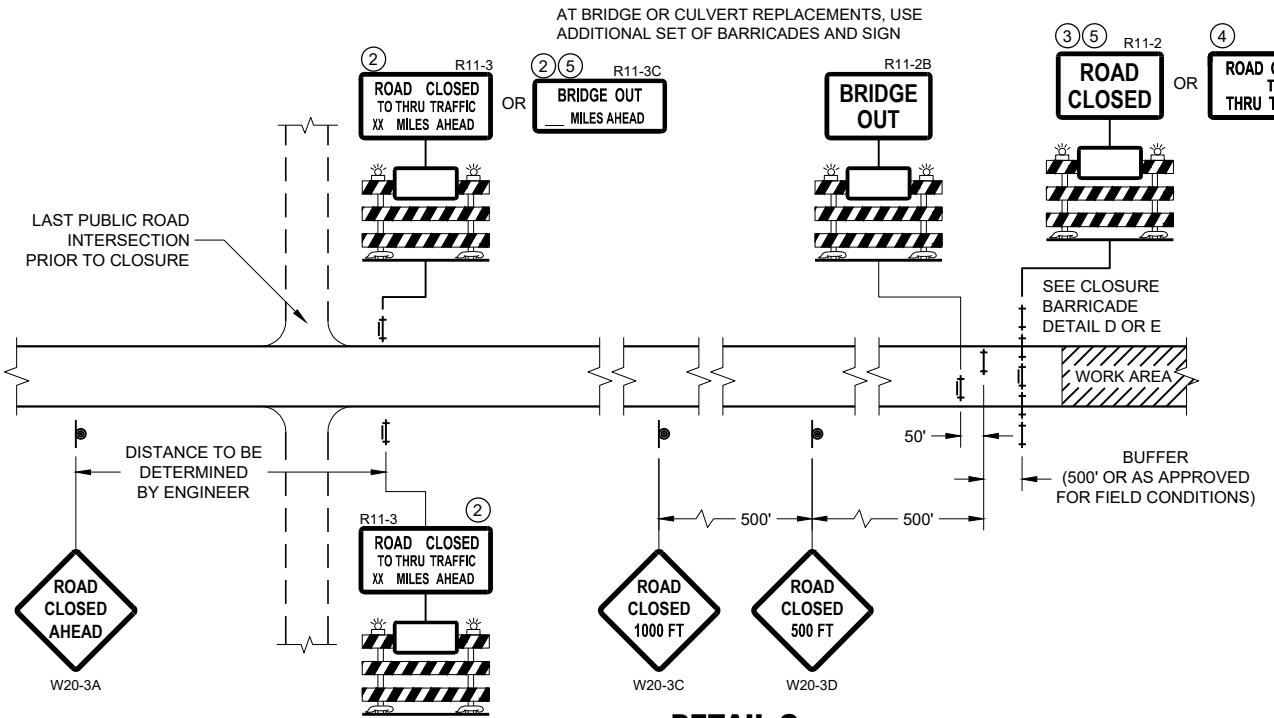 AT BRIDGE OR CULVERT REPLACEMENTS, USE
ADDITIONAL SET OF BARRICADES AND SIGN
2
R11-3
ROAD CLOSED
TO THRU TRAFFIC
XX MILES AHEAD
OR
2 5
R11-3C
BRIDGE OUT
___ MILES AHEAD
R11-2B
BRIDGE
OUT
3 5
R11-2
ROAD
CLOSED
OR
4
ROAD
THRU
LAST PUBLIC ROAD
INTERSECTION
PRIOR TO CLOSURE
SEE CLOSURE
BARRICADE
DETAIL D OR E
WORK AREA
50'
BUFFER
(500' OR AS APPROVED
FOR FIELD CONDITIONS)
DISTANCE TO BE
DETERMINED
BY ENGINEER
500'
500'
R11-3
2
ROAD CLOSED
TO THRU TRAFFIC
XX MILES AHEAD
ROAD
CLOSED
AHEAD
W20-3A
ROAD
CLOSED
1000 FT
W20-3C
ROAD
CLOSED
500 FT
W20-3D
DETAIL